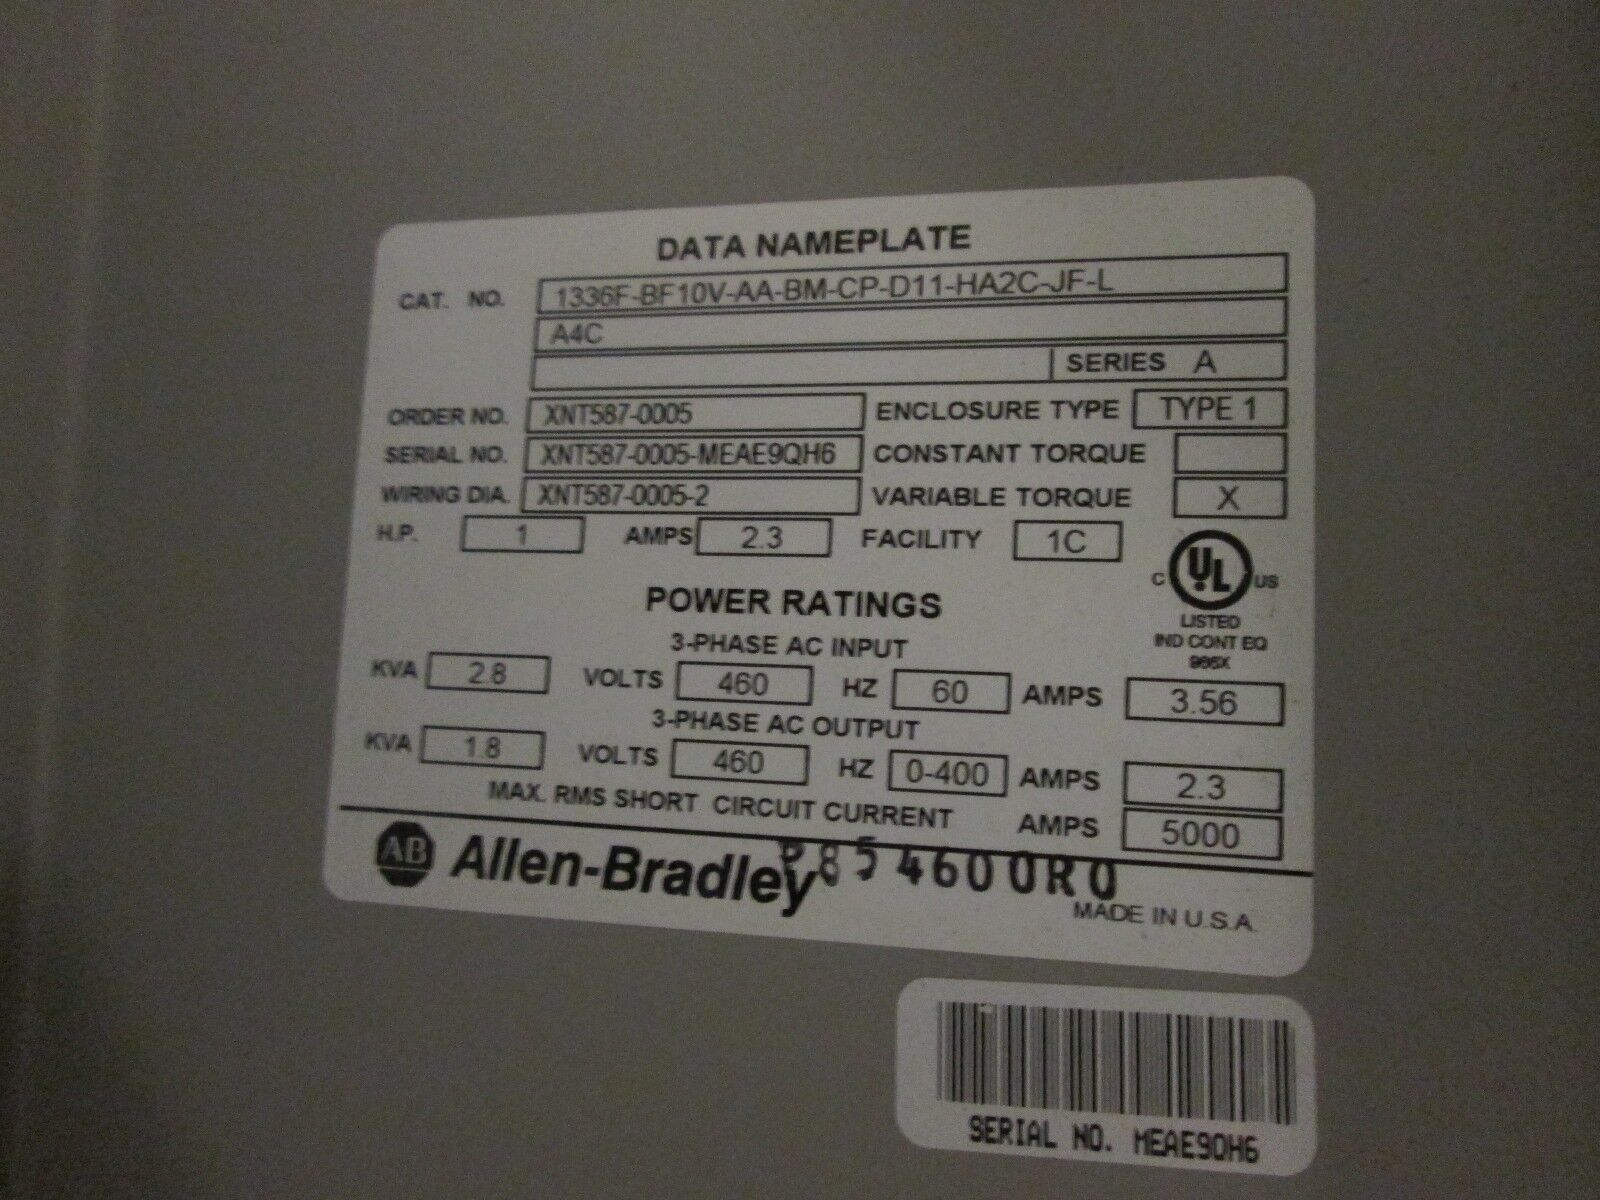 DATA NAMEPLATE
CAT. NO. 1336F-BF10V-AA-BM-CP-D11-HA2C-JF-L
A4C
SERIES A
ORDER NO. XNT587-0005 ENCLOSURE TYPE TYPE 1
SERIAL NO. XNT587-0005-MEAE9QH6 CONSTANT TORQUE
WIRING DIA. XNT587-0005-2 VARIABLE TORQUE X
H.P. 1 AMPS 2.3 FACILITY 1C
C UL US
LISTED
IND CONT EQ
966X
POWER RATINGS
3-PHASE AC INPUT
KVA 2.8 VOLTS 460 HZ 60 AMPS 3.56
3-PHASE AC OUTPUT
KVA 1.8 VOLTS 460 HZ 0-400 AMPS 2.3
MAX. RMS SHORT CIRCUIT CURRENT AMPS 5000
AB Allen-Bradley
P854600R0
MADE IN U.S.A.
SERIAL NO. MEAE9QH6